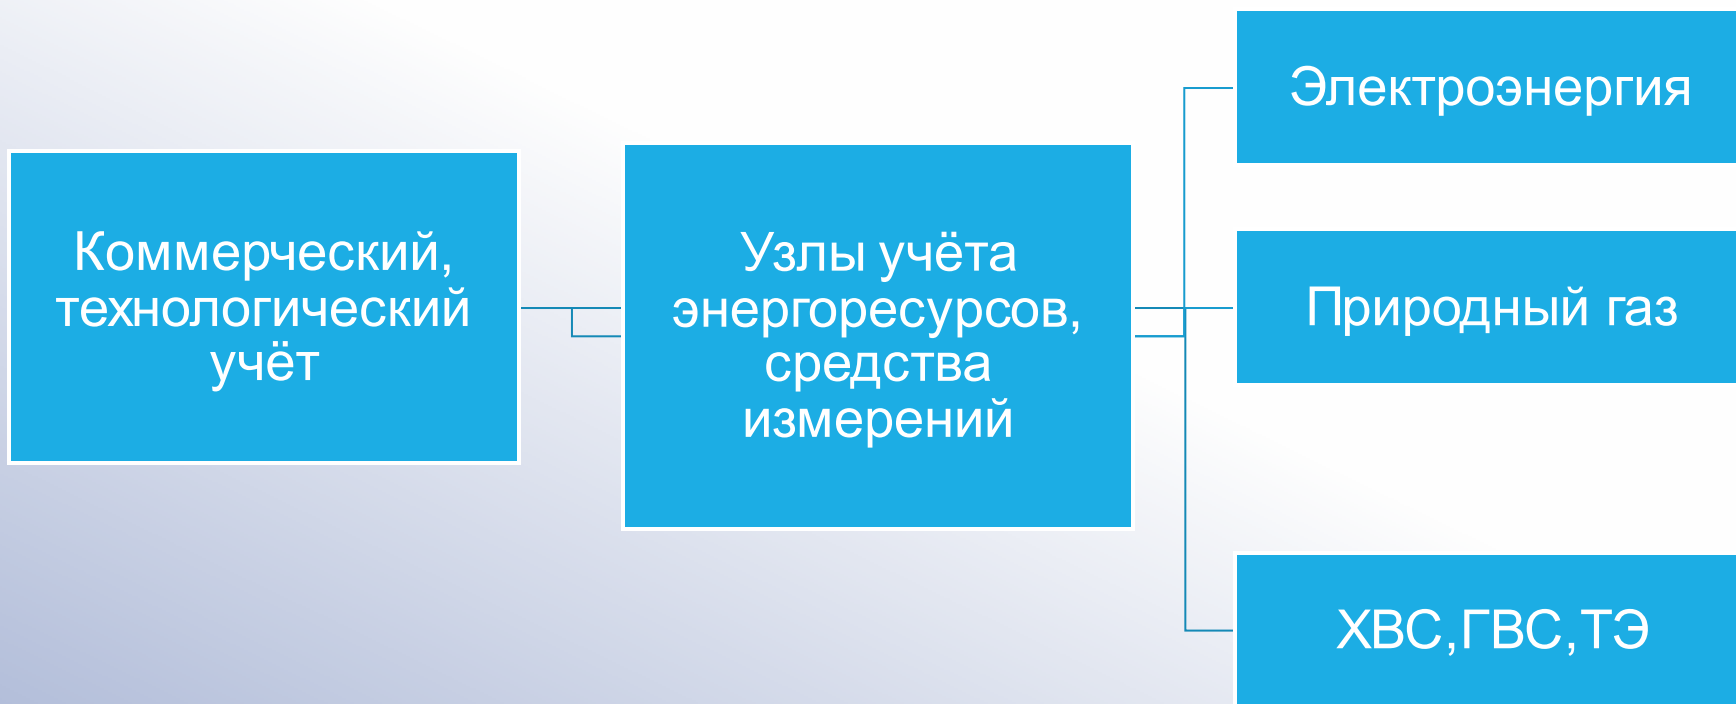 Коммерческий,
технологический
учёт
Узлы учёта
энергоресурсов,
средства
измерений
Электроэнергия
Природный газ
ХВС,ГВС,ТЭ